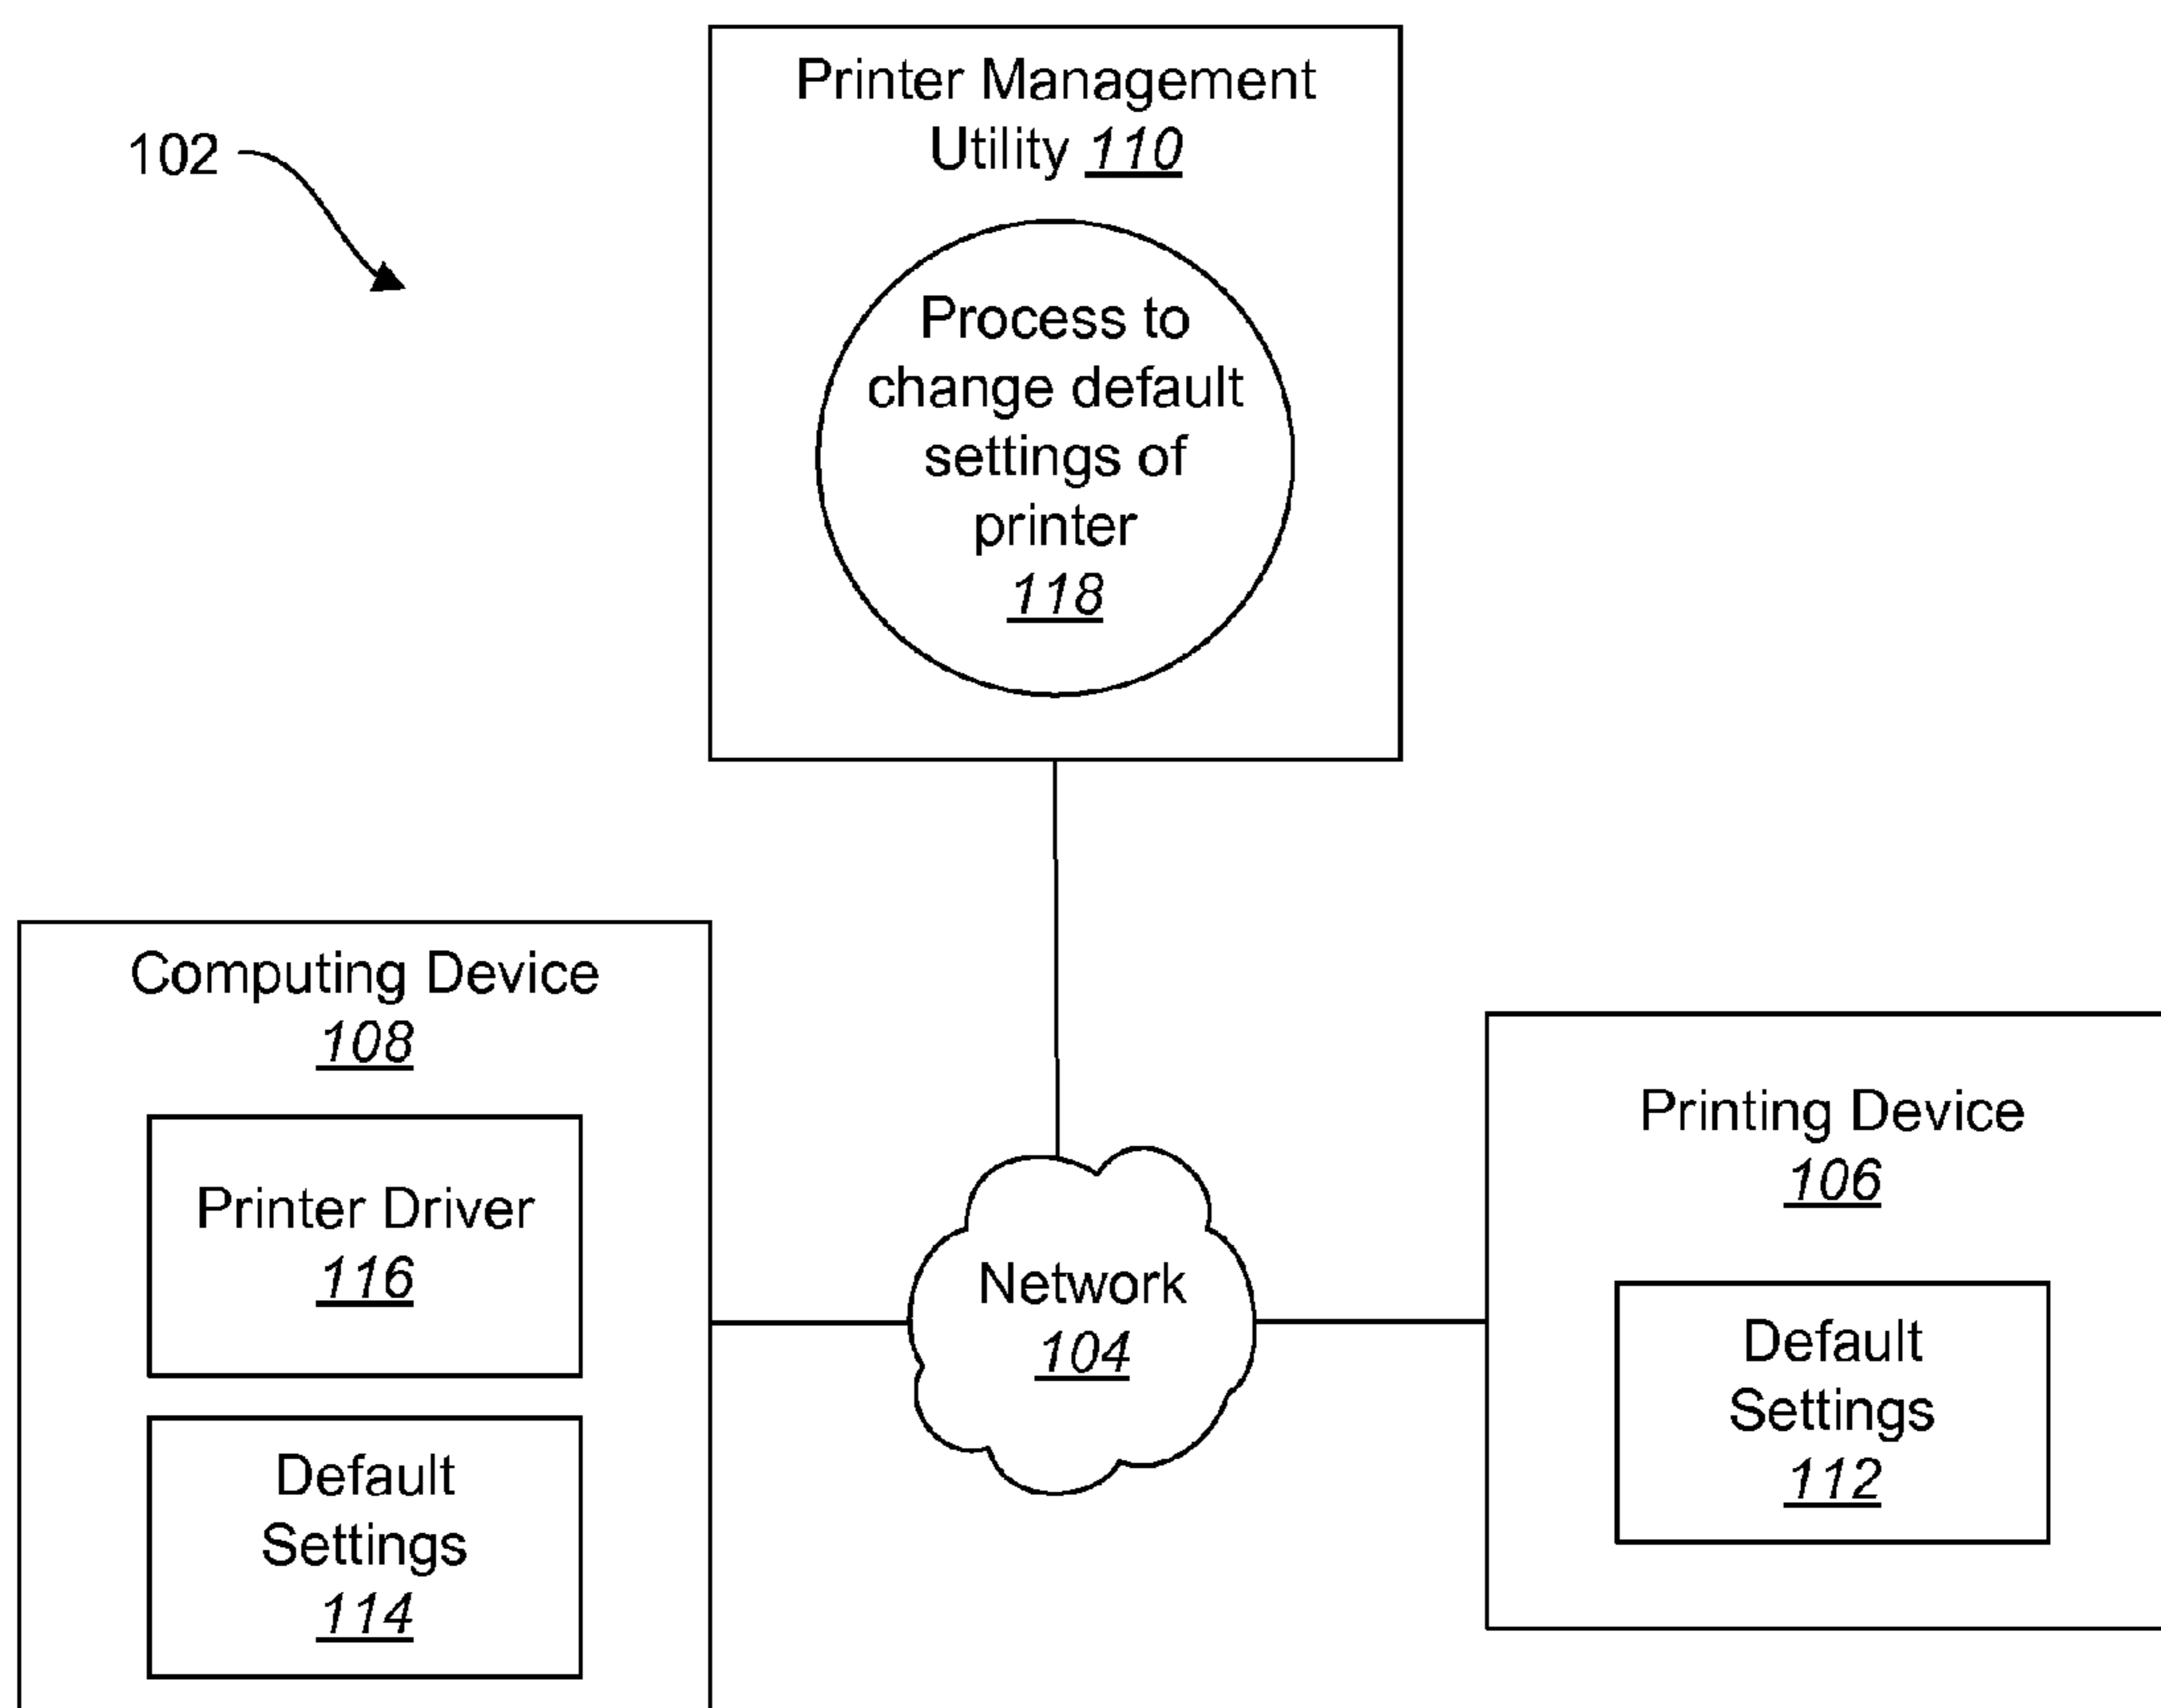 102
Printer Management
Utility 110
Process to
change default
settings of
printer
118
Computing Device
108
Printer Driver
116
Default
Settings
114
Network
104
Printing Device
106
Default
Settings
112